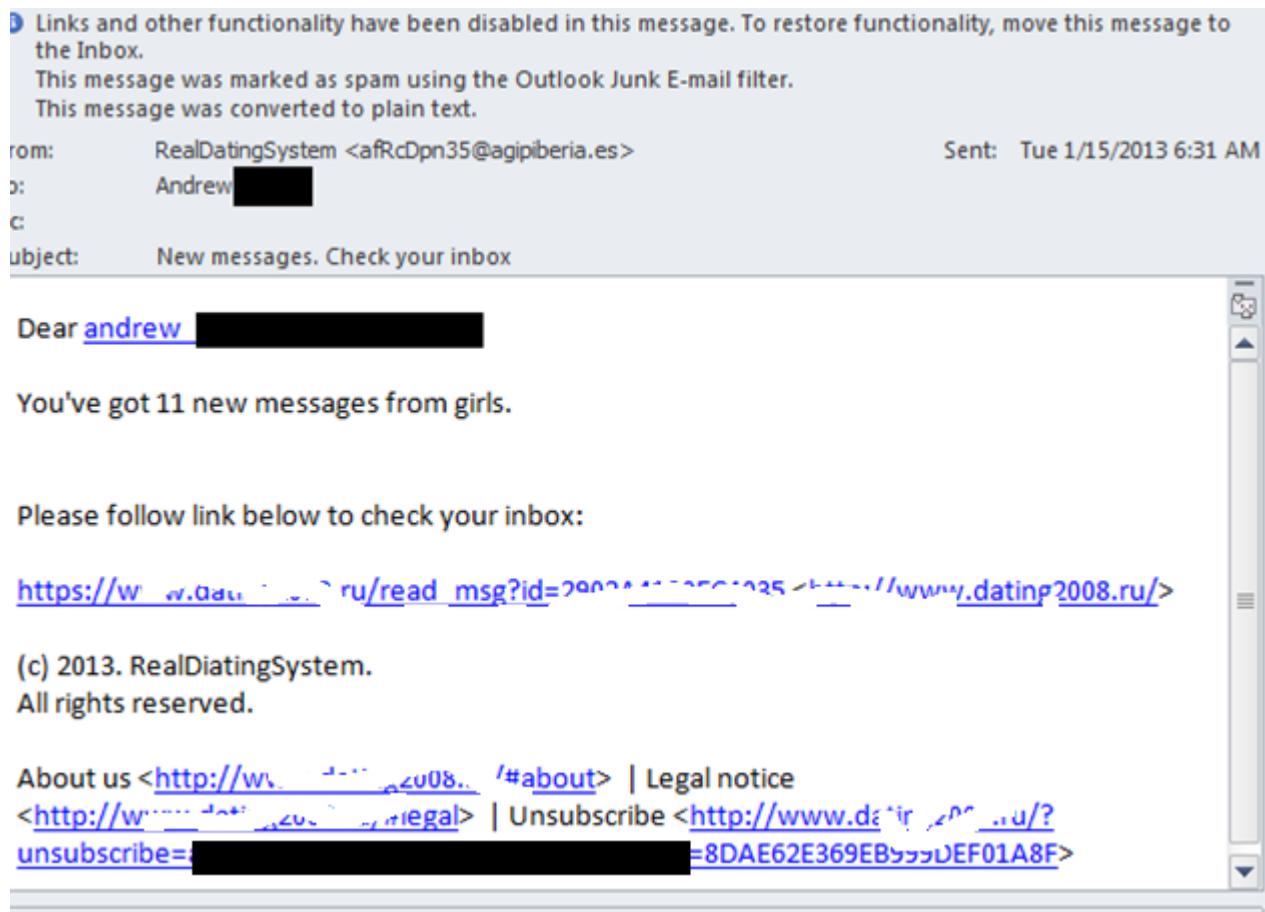 Links and other functionality have been disabled in this message. To restore functionality, move this message to
the Inbox.
This message was marked as spam using the Outlook Junk E-mail filter.
This message was converted to plain text.
rom: RealDatingSystem <afRcDpn35@agipiberia.es> Sent: Tue 1/15/2013 6:31 AM
o: Andrew
c:
ubject: New messages. Check your inbox
Dear andrew_
You've got 11 new messages from girls.
Please follow link below to check your inbox:
https://w ru/read_msg?id= //www.dating2008.ru/>
(c) 2013. RealDiatingSystem.
All rights reserved.
About us < http://w /#about> | Legal notice
<http://w legal> | Unsubscribe <http://www.da /?
unsubscribe= =8DAE62E369EB999DEF01A8F>